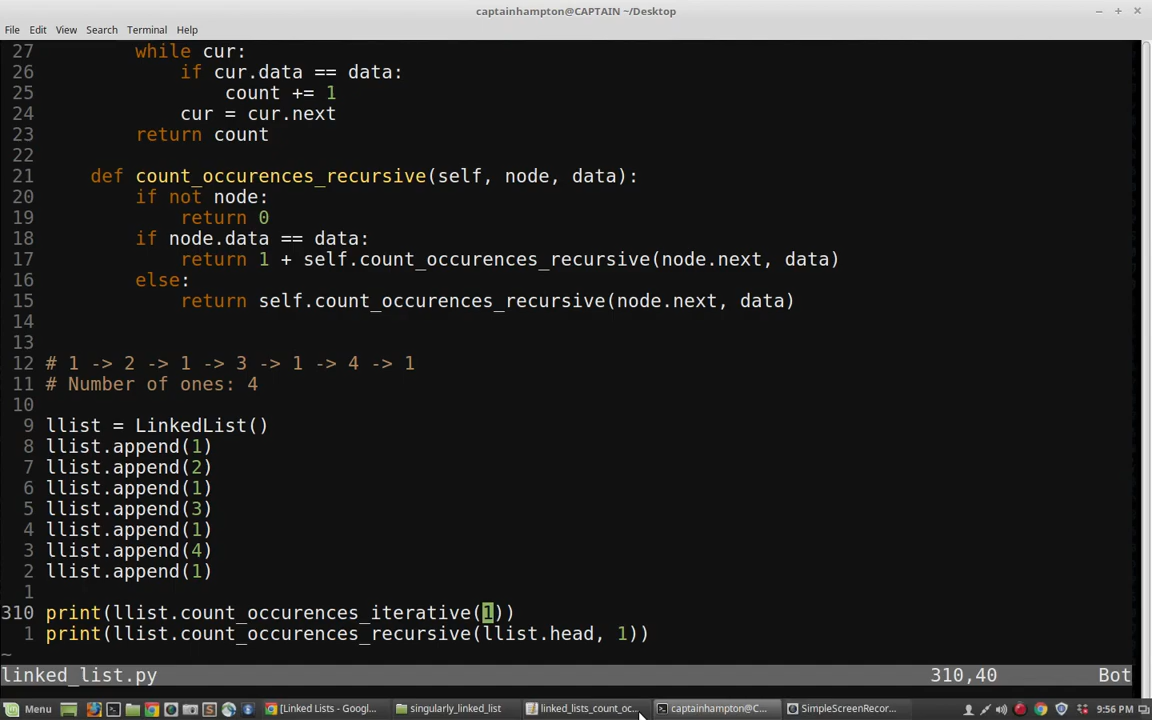 captainhampton@CAPTAIN ~/Desktop
File Edit View Search Terminal Help
27 while cur:
26 if cur.data == data:
25 count += 1
24 cur = cur.next
23 return count
22
21 def count_occurences_recursive(self, node, data):
20 if not node:
19 return 0
18 if node.data == data:
17 return 1 + self.count_occurences_recursive(node.next, data)
16 else:
15 return self.count_occurences_recursive(node.next, data)
14
13
12 # 1 -> 2 -> 1 -> 3 -> 1 -> 4 -> 1
11 # Number of ones: 4
10
9 llist = LinkedList()
8 llist.append(1)
7 llist.append(2)
6 llist.append(1)
5 llist.append(3)
4 llist.append(1)
3 llist.append(4)
2 llist.append(1)
1
310 print(llist.count_occurences_iterative(1))
1 print(llist.count_occurences_recursive(llist.head, 1))
~
linked_list.py 310,40 Bot
Menu [Linked Lists - Googl... singularly_linked_list linked_lists_count_oc... captainhampton@C... SimpleScreenRecor... 9:56 PM